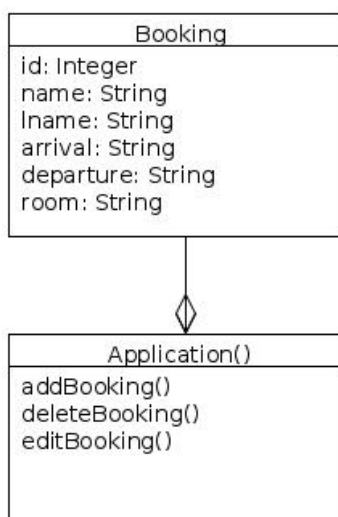 Booking
id: Integer
name: String
lname: String
arrival: String
departure: String
room: String
Application()
addBooking()
deleteBooking()
editBooking()